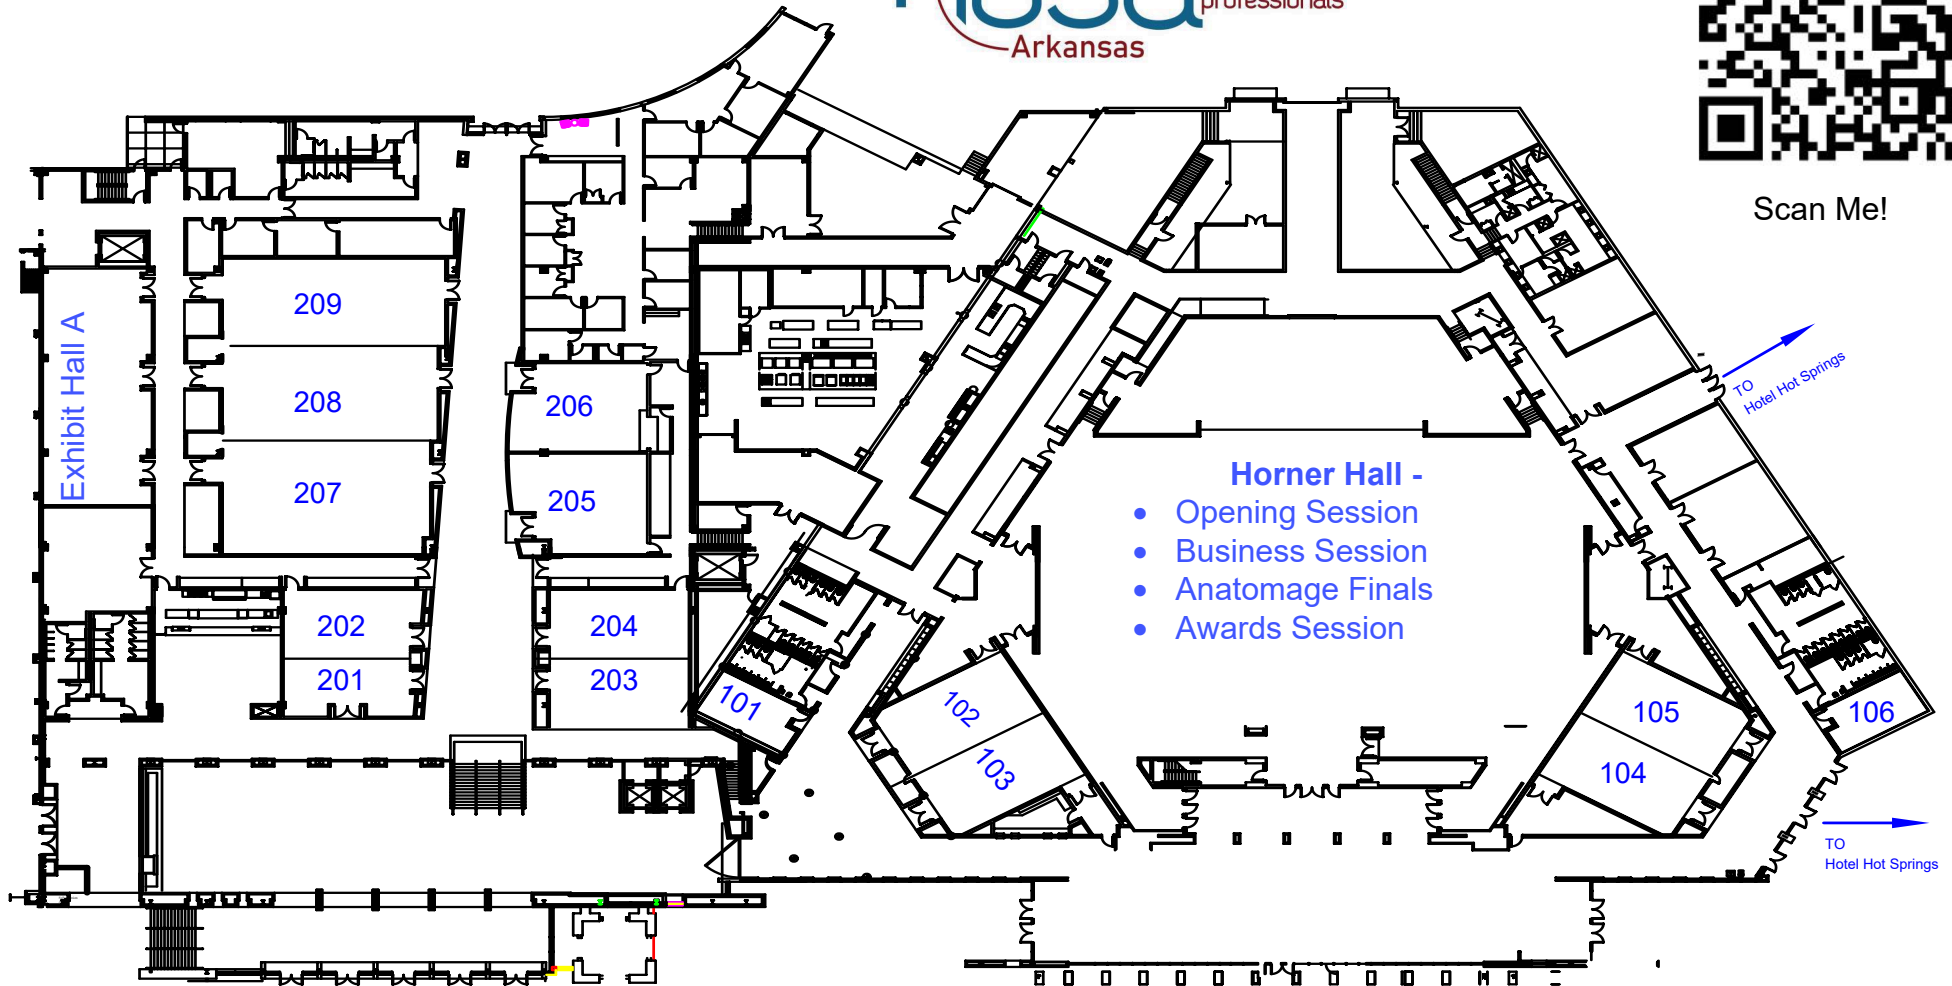 professionals
Arkansas
Scan Me!
Exhibit Hall A
209
208
207
206
205
202
201
204
203
101
102
103
Horner Hall -
• Opening Session
• Business Session
• Anatomage Finals
• Awards Session
105
104
106
TO
Hotel Hot Springs
TO
Hotel Hot Springs